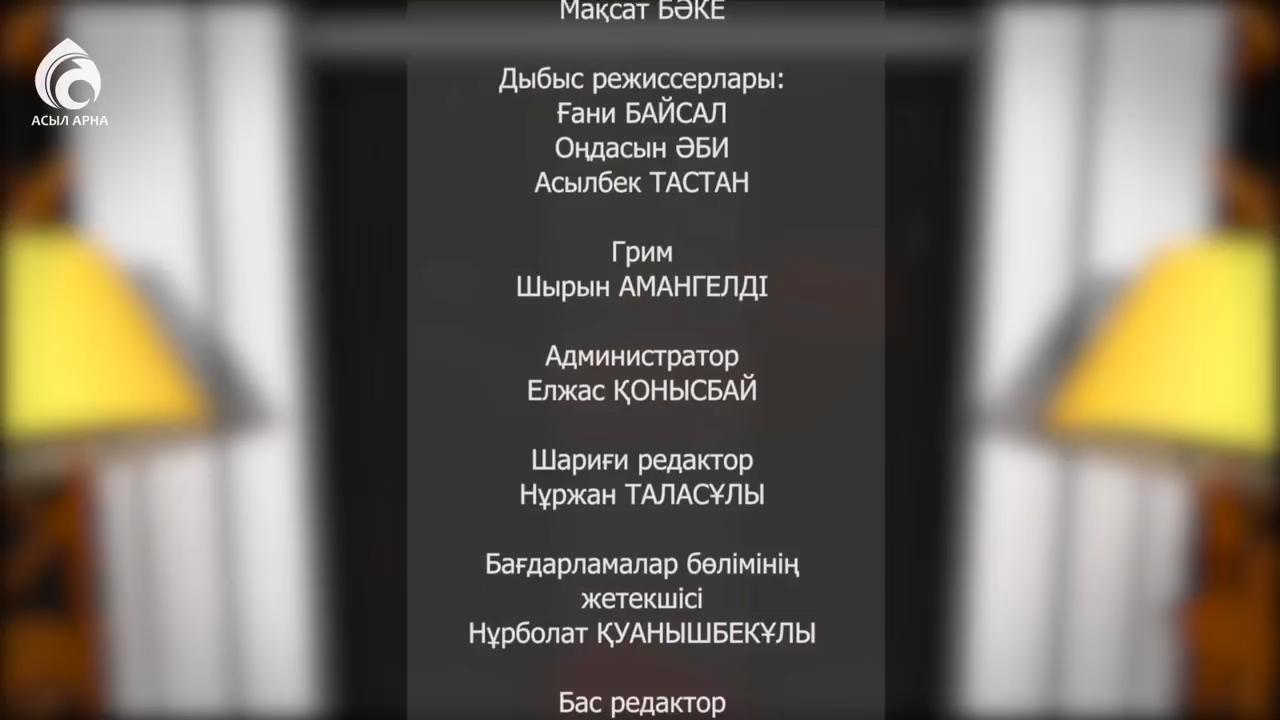 Мақсат БӘКЕ
АСЫЛ АРНА
Дыбыс режиссерлары:
Ғани БАЙСАЛ
Оңдасын ӘБИ
Асылбек ТАСТАН
Грим
Шырын АМАНГЕЛДІ
Администратор
Елжас ҚОНЫСБАЙ
Шариғи редактор
Нұржан ТАЛАСҰЛЫ
Бағдарламалар бөлімінің
жетекшісі
Нұрболат ҚУАНЫШБЕКҰЛЫ
Бас редактор